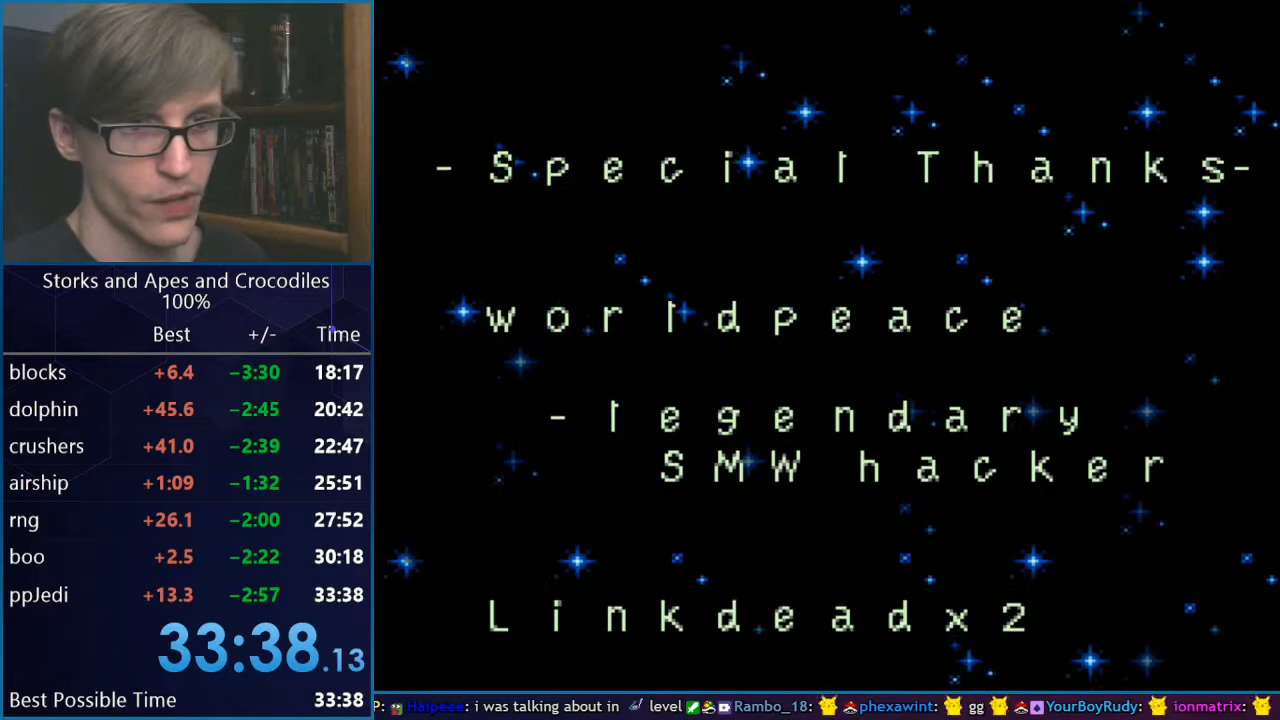 - Special Thanks-
worldpeace
- legendary
SMW hacker
Linkdeadx2
Storks and Apes and Crocodiles
100%
Best +/- Time
blocks +6.4 −3:30 18:17
dolphin +45.6 −2:45 20:42
crushers +41.0 −2:39 22:47
airship +1:09 −1:32 25:51
rng +26.1 −2:00 27:52
boo +2.5 −2:22 30:18
ppJedi +13.3 −2:57 33:38
33:38.13
Best Possible Time 33:38
P: Haipeee: i was talking about in level Rambo_18: phexawint: gg YourBoyRudy: ionmatrix: